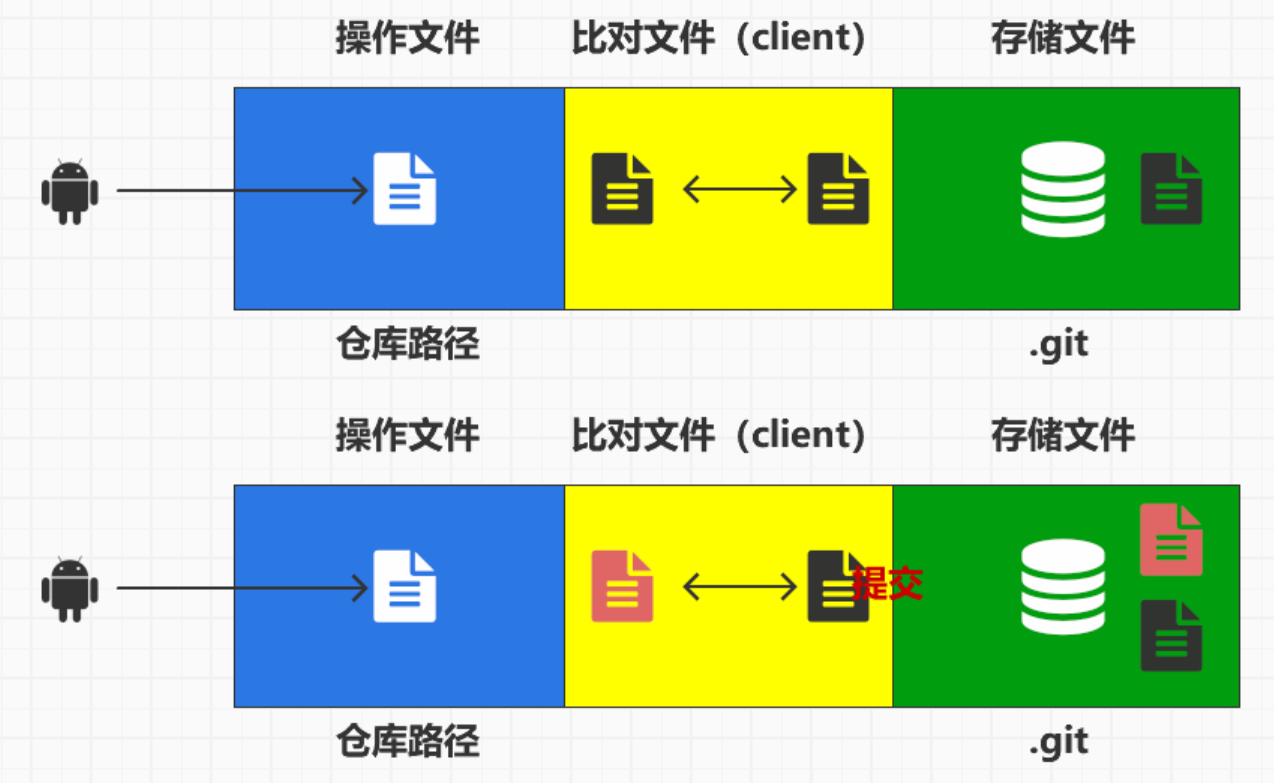 操作文件
比对文件（client）
存储文件
仓库路径
.git
操作文件
比对文件（client）
存储文件
提交
仓库路径
.git